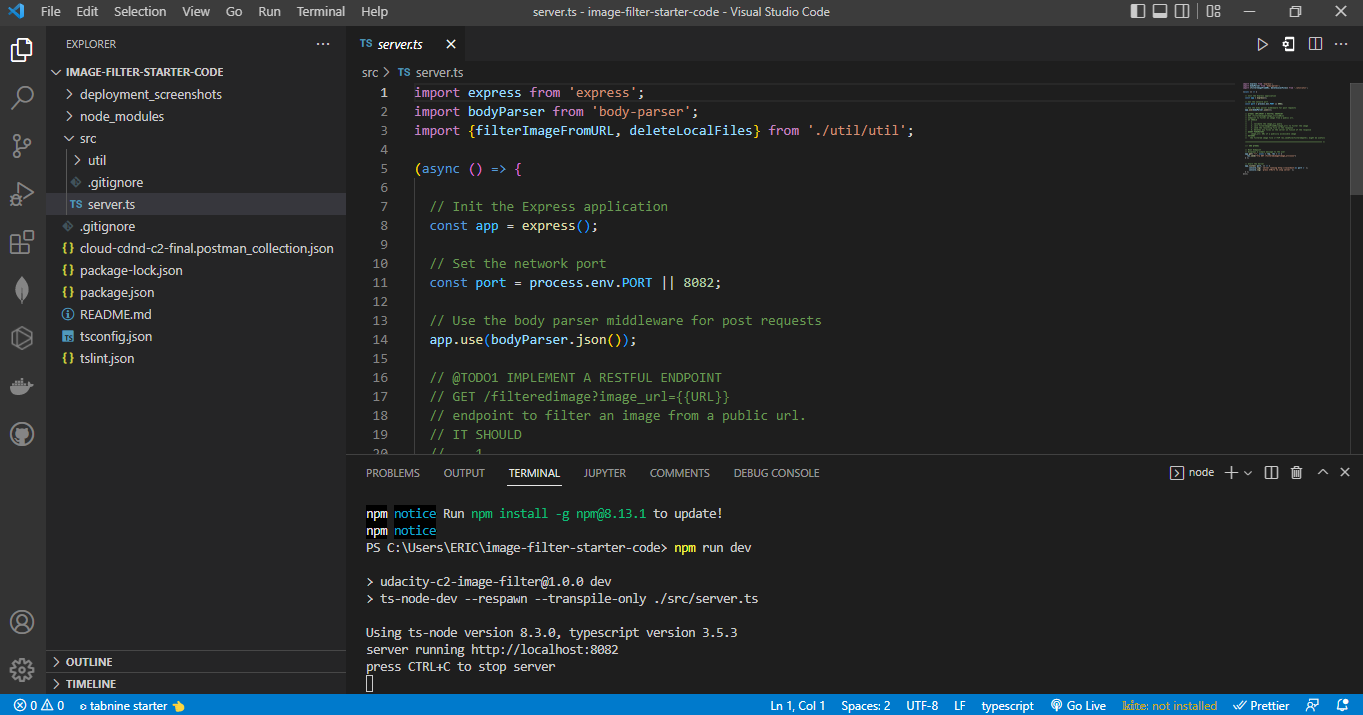 File Edit Selection View Go Run Terminal Help
server.ts - image-filter-starter-code - Visual Studio Code
EXPLORER
IMAGE-FILTER-STARTER-CODE
deployment_screenshots
node_modules
src
util
.gitignore
TS server.ts
.gitignore
{} cloud-cdnd-c2-final.postman_collection.json
{} package-lock.json
{} package.json
README.md
TS tsconfig.json
{} tslint.json
OUTLINE
TIMELINE
TS server.ts
src > TS server.ts
1 import express from 'express';
2 import bodyParser from 'body-parser';
3 import {filterImageFromURL, deleteLocalFiles} from './util/util';
4
5 (async () => {
6
7 // Init the Express application
8 const app = express();
9
10 // Set the network port
11 const port = process.env.PORT || 8082;
12
13 // Use the body parser middleware for post requests
14 app.use(bodyParser.json());
15
16 // @TODO1 IMPLEMENT A RESTFUL ENDPOINT
17 // GET /filteredimage?image_url={{URL}}
18 // endpoint to filter an image from a public url.
19 // IT SHOULD
20 // 1
PROBLEMS OUTPUT TERMINAL JUPYTER COMMENTS DEBUG CONSOLE
node
npm notice Run npm install -g npm@8.13.1 to update!
npm notice
PS C:\Users\ERIC\image-filter-starter-code> npm run dev
> udacity-c2-image-filter@1.0.0 dev
> ts-node-dev --respawn --transpile-only ./src/server.ts
Using ts-node version 8.3.0, typescript version 3.5.3
server running http://localhost:8082
press CTRL+C to stop server
0 0 tabnine starter Ln 1, Col 1 Spaces: 2 UTF-8 LF typescript Go Live kite: not installed Prettier